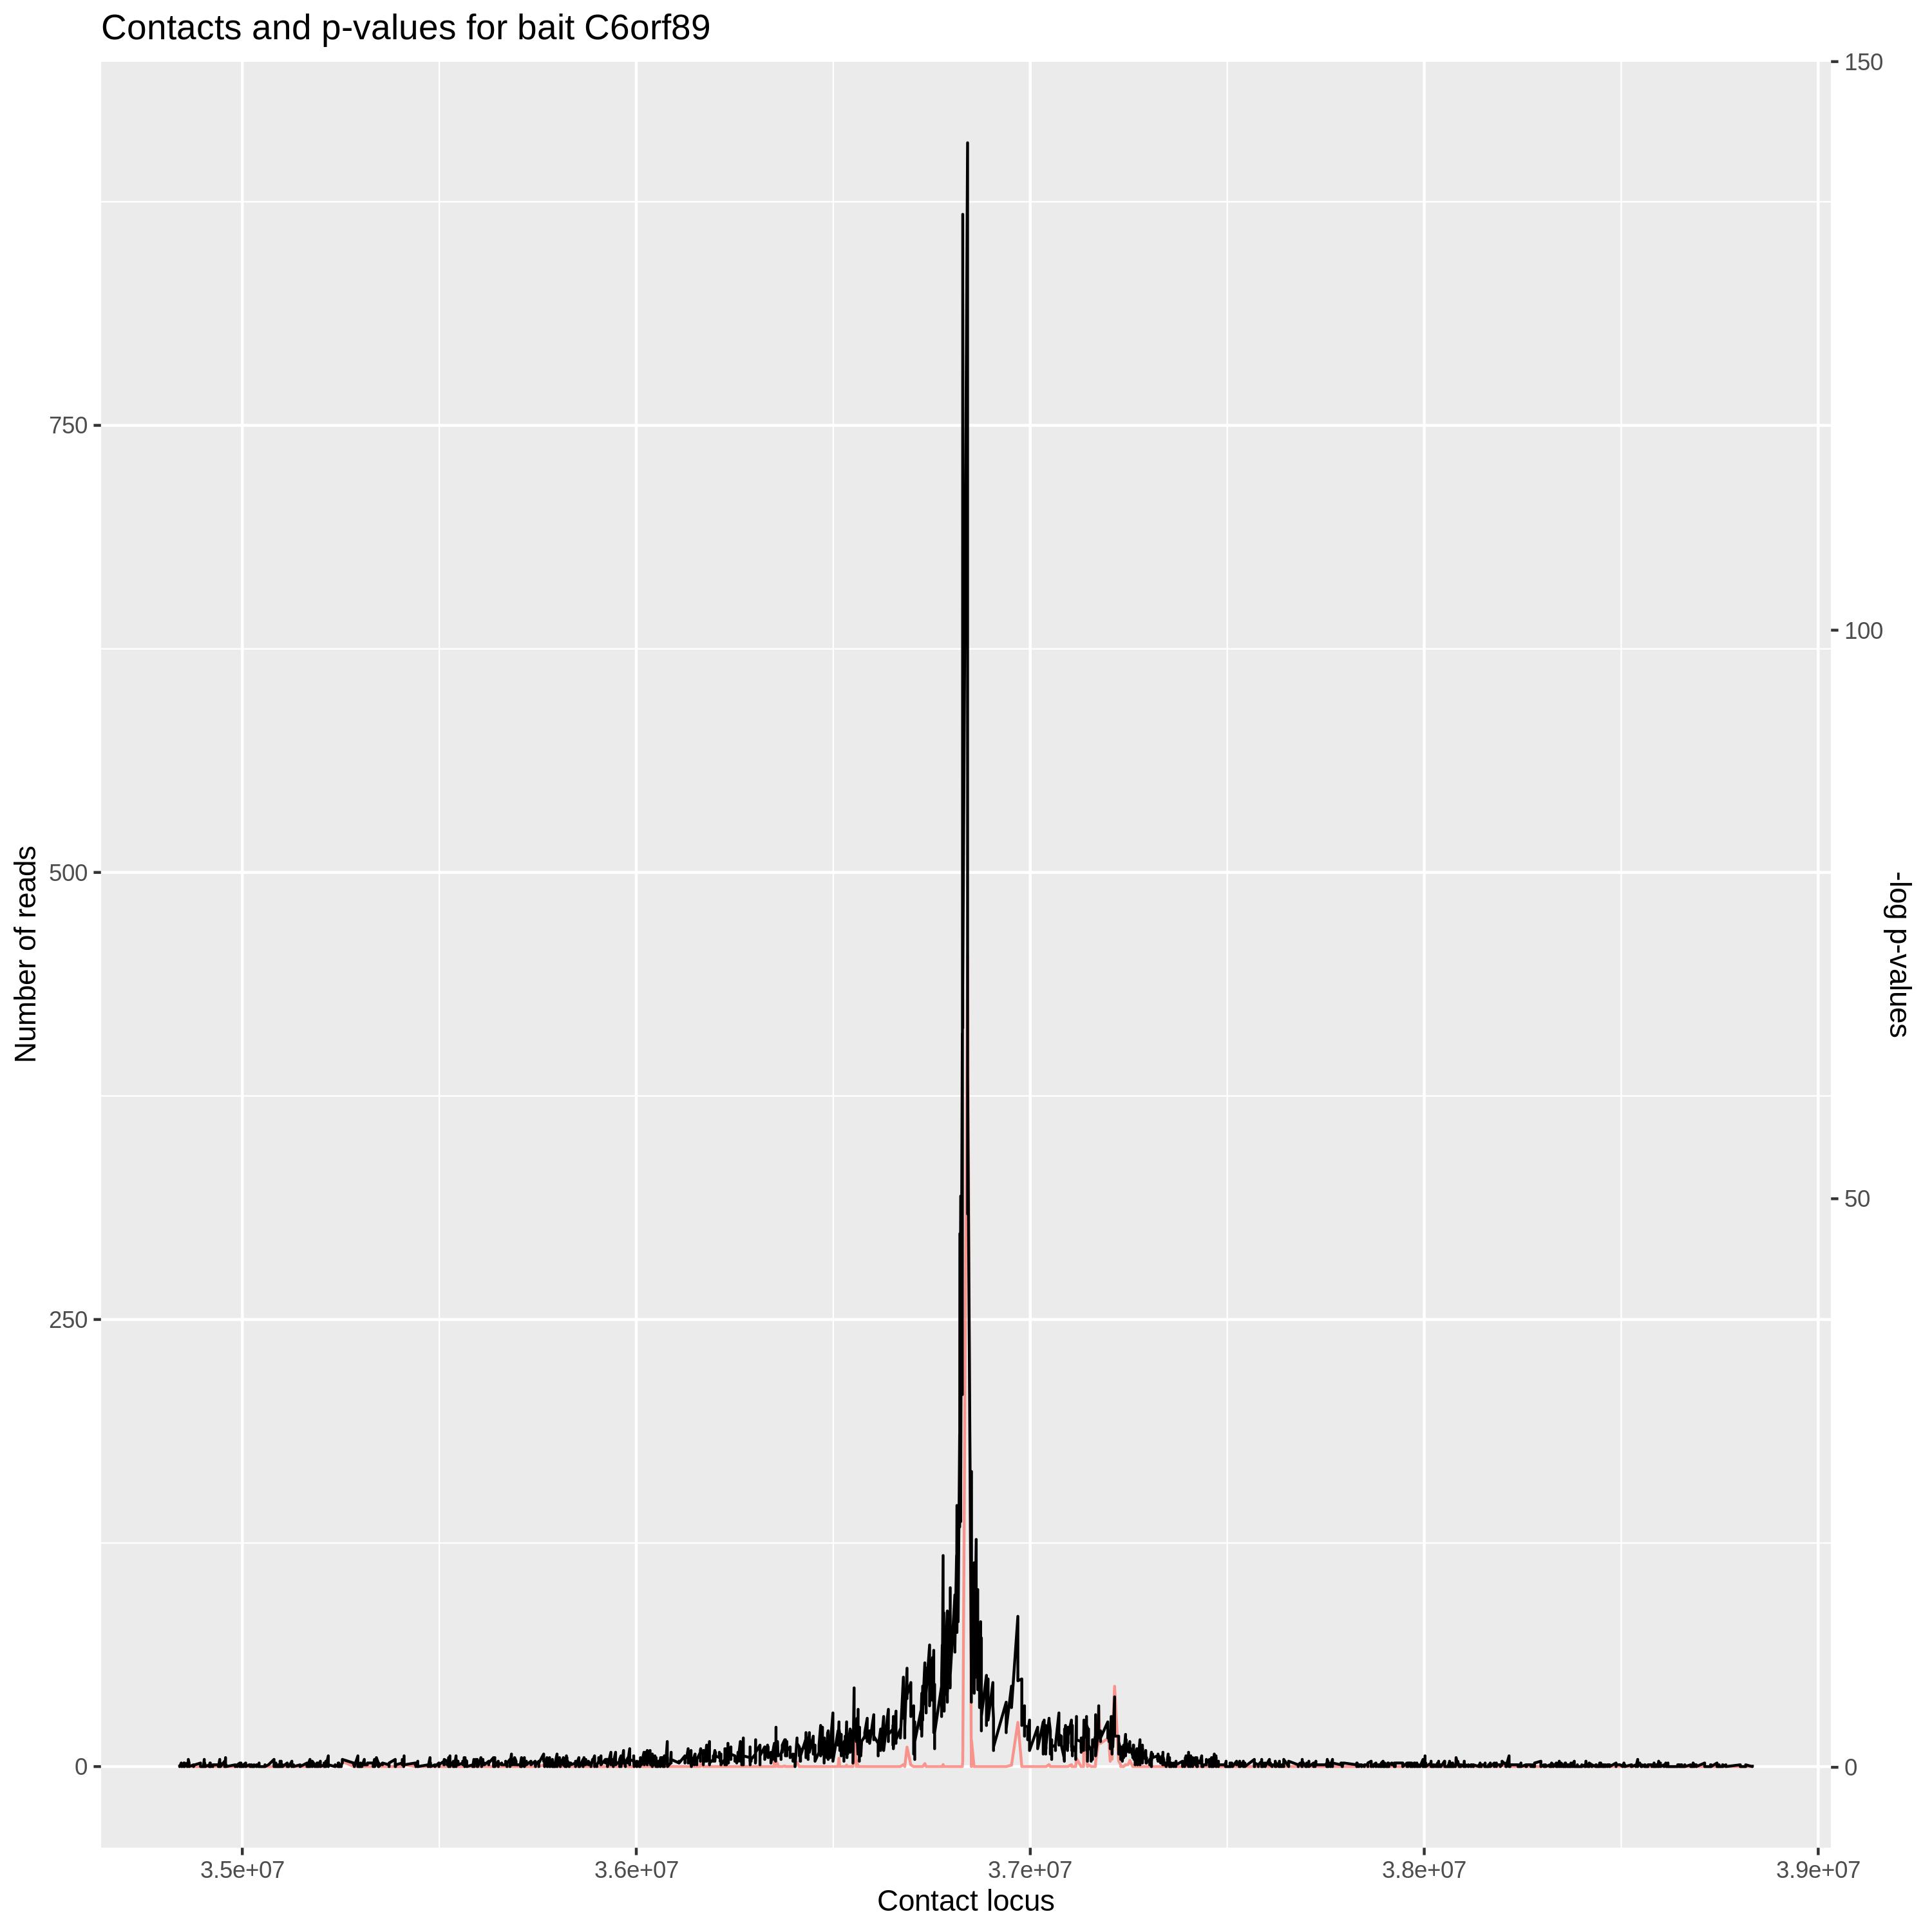 Contacts and p-values for bait C6orf89
150
750
100
500
Number of reads
-log p-values
50
250
0
0
3.5e+07
3.6e+07
3.7e+07
3.8e+07
3.9e+07
Contact locus